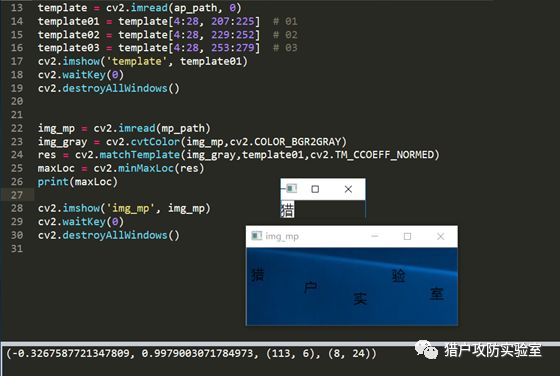 13 template = cv2.imread(ap_path, 0)
14 template01 = template[4:28, 207:225]  # 01
15 template02 = template[4:28, 229:252]  # 02
16 template03 = template[4:28, 253:279]  # 03
17 cv2.imshow('template', template01)
18 cv2.waitKey(0)
19 cv2.destroyAllWindows()
20
21
22 img_mp = cv2.imread(mp_path)
23 img_gray = cv2.cvtColor(img_mp,cv2.COLOR_BGR2GRAY)
24 res = cv2.matchTemplate(img_gray,template01,cv2.TM_CCOEFF_NORMED)
25 maxLoc = cv2.minMaxLoc(res)
26 print(maxLoc)
27
猎
28 cv2.imshow('img_mp', img_mp)
29 cv2.waitKey(0)
30 cv2.destroyAllWindows()
31
img_mp
猎 户 实 验 室
猎户攻防实验室
(-0.3267587721347809, 0.9979003071784973, (113, 6), (8, 24))